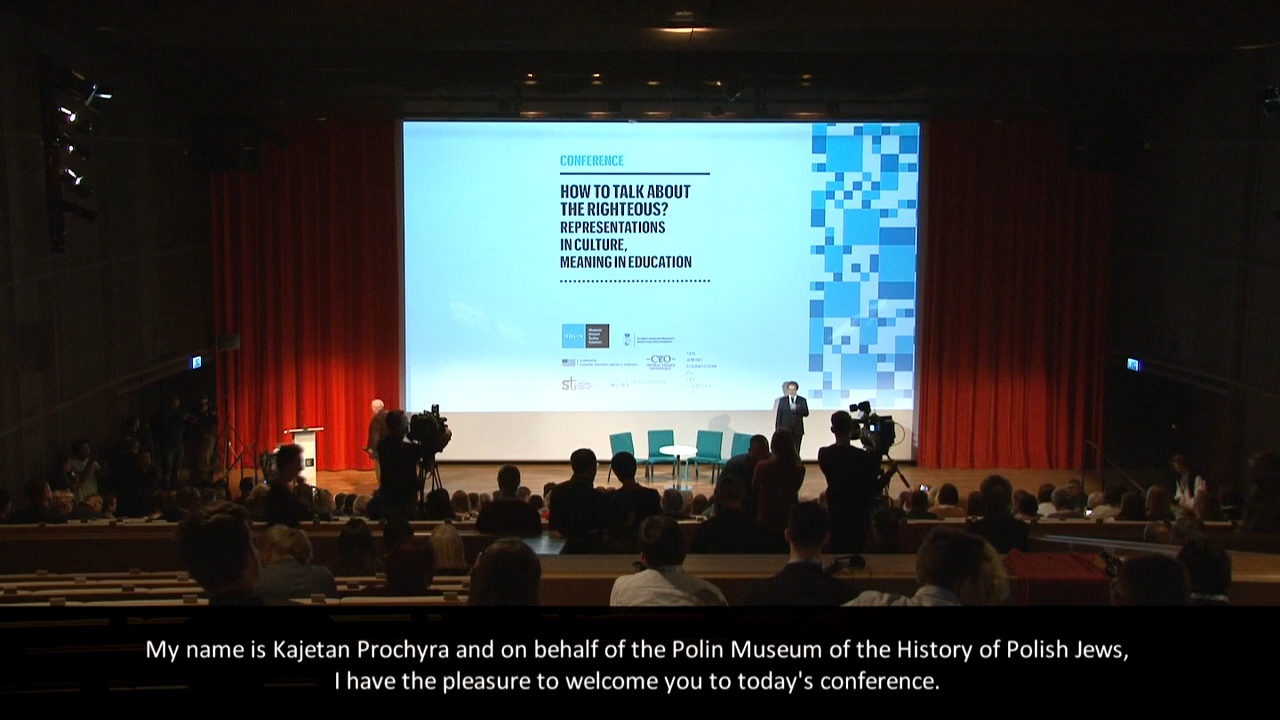 CONFERENCE
HOW TO TALK ABOUT
THE RIGHTEOUS?
REPRESENTATIONS
IN CULTURE,
MEANING IN EDUCATION
POLIN
CEO
My name is Kajetan Prochyra and on behalf of the Polin Museum of the History of Polish Jews,
I have the pleasure to welcome you to today's conference.